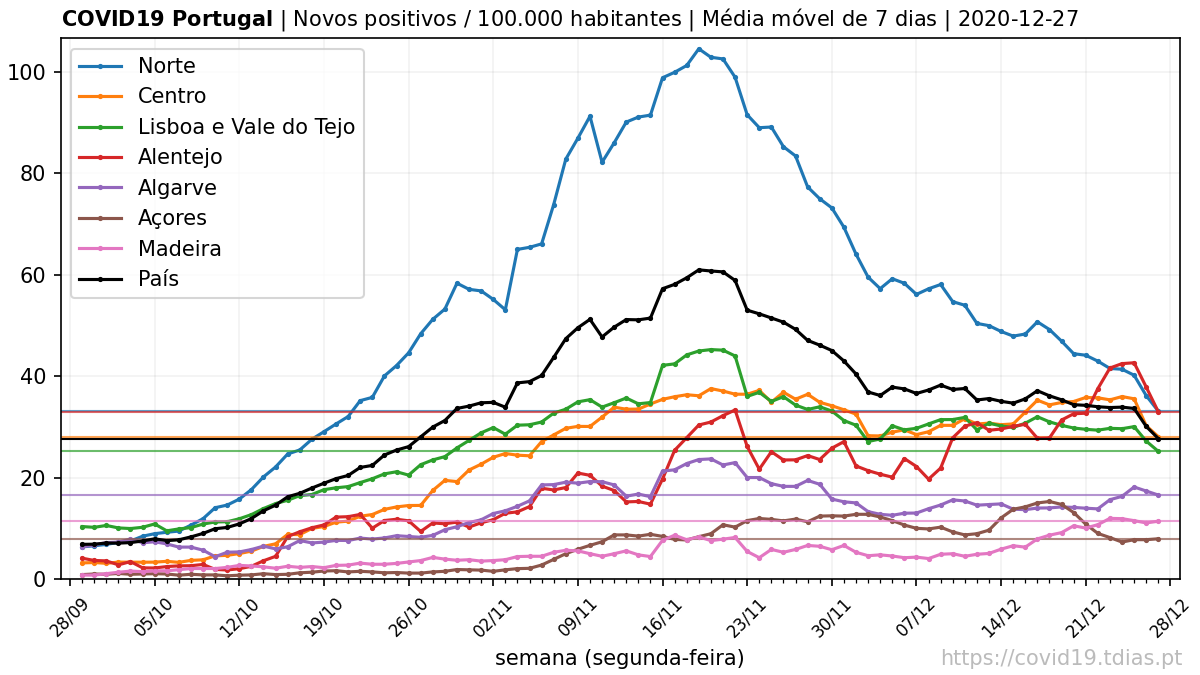 COVID19 Portugal | Novos positivos / 100.000 habitantes | Média móvel de 7 dias | 2020-12-27
Norte
Centro
Lisboa e Vale do Tejo
Alentejo
Algarve
Açores
Madeira
País
100
80
60
40
20
0
28/09
05/10
12/10
19/10
26/10
02/11
09/11
16/11
23/11
30/11
07/12
14/12
21/12
28/12
semana (segunda-feira)
https://covid19.tdias.pt